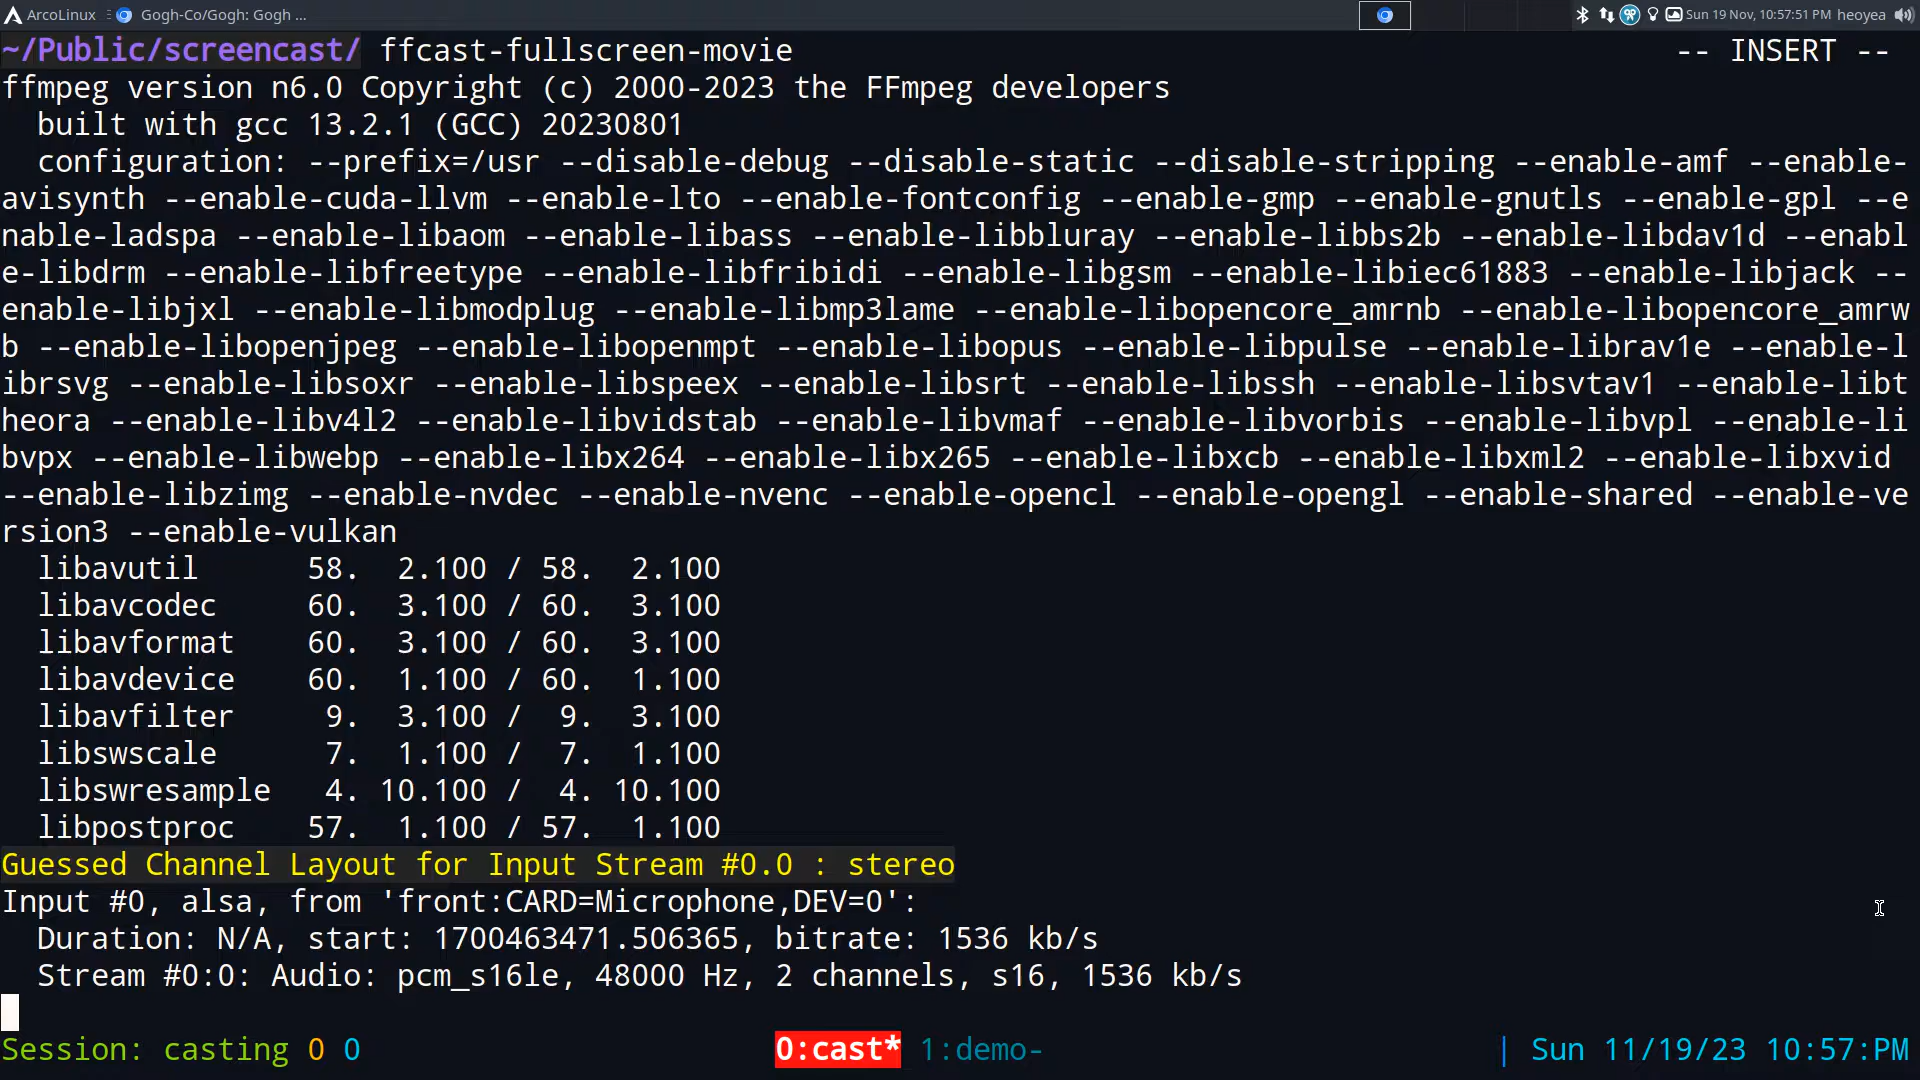 ArcoLinux Gogh-Co/Gogh: Gogh ... Sun 19 Nov, 10:57:51 PM heoyea
~/Public/screencast/ ffcast-fullscreen-movie -- INSERT --
ffmpeg version n6.0 Copyright (c) 2000-2023 the FFmpeg developers
built with gcc 13.2.1 (GCC) 20230801
configuration: --prefix=/usr --disable-debug --disable-static --disable-stripping --enable-amf --enable-
avisynth --enable-cuda-llvm --enable-lto --enable-fontconfig --enable-gmp --enable-gnutls --enable-gpl --e
nable-ladspa --enable-libaom --enable-libass --enable-libbluray --enable-libbs2b --enable-libdav1d --enabl
e-libdrm --enable-libfreetype --enable-libfribidi --enable-libgsm --enable-libiec61883 --enable-libjack --
enable-libjxl --enable-libmodplug --enable-libmp3lame --enable-libopencore_amrnb --enable-libopencore_amrw
b --enable-libopenjpeg --enable-libopenmpt --enable-libopus --enable-libpulse --enable-librav1e --enable-l
ibrsvg --enable-libsoxr --enable-libspeex --enable-libsrt --enable-libssh --enable-libsvtav1 --enable-libt
heora --enable-libv4l2 --enable-libvidstab --enable-libvmaf --enable-libvorbis --enable-libvpl --enable-li
bvpx --enable-libwebp --enable-libx264 --enable-libx265 --enable-libxcb --enable-libxml2 --enable-libxvid
--enable-libzimg --enable-nvdec --enable-nvenc --enable-opencl --enable-opengl --enable-shared --enable-ve
rsion3 --enable-vulkan
libavutil 58. 2.100 / 58. 2.100
libavcodec 60. 3.100 / 60. 3.100
libavformat 60. 3.100 / 60. 3.100
libavdevice 60. 1.100 / 60. 1.100
libavfilter 9. 3.100 / 9. 3.100
libswscale 7. 1.100 / 7. 1.100
libswresample 4. 10.100 / 4. 10.100
libpostproc 57. 1.100 / 57. 1.100
Guessed Channel Layout for Input Stream #0.0 : stereo
Input #0, alsa, from 'front:CARD=Microphone,DEV=0':
Duration: N/A, start: 1700463471.506365, bitrate: 1536 kb/s
Stream #0:0: Audio: pcm_s16le, 48000 Hz, 2 channels, s16, 1536 kb/s
Session: casting 0 0 0:cast* 1:demo- | Sun 11/19/23 10:57:PM